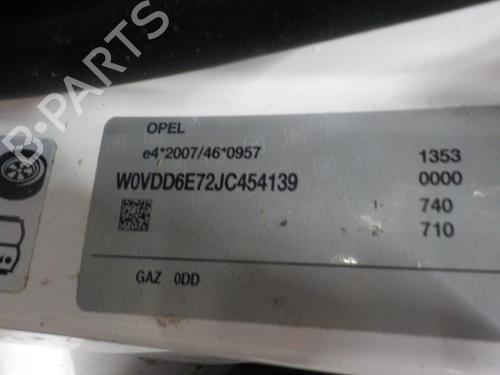 B-PARTS
OPEL
e4*2007/46*0957
1353
W0VDD6E72JC454139
0000
1- 740
2- 710
GAZ 0DD